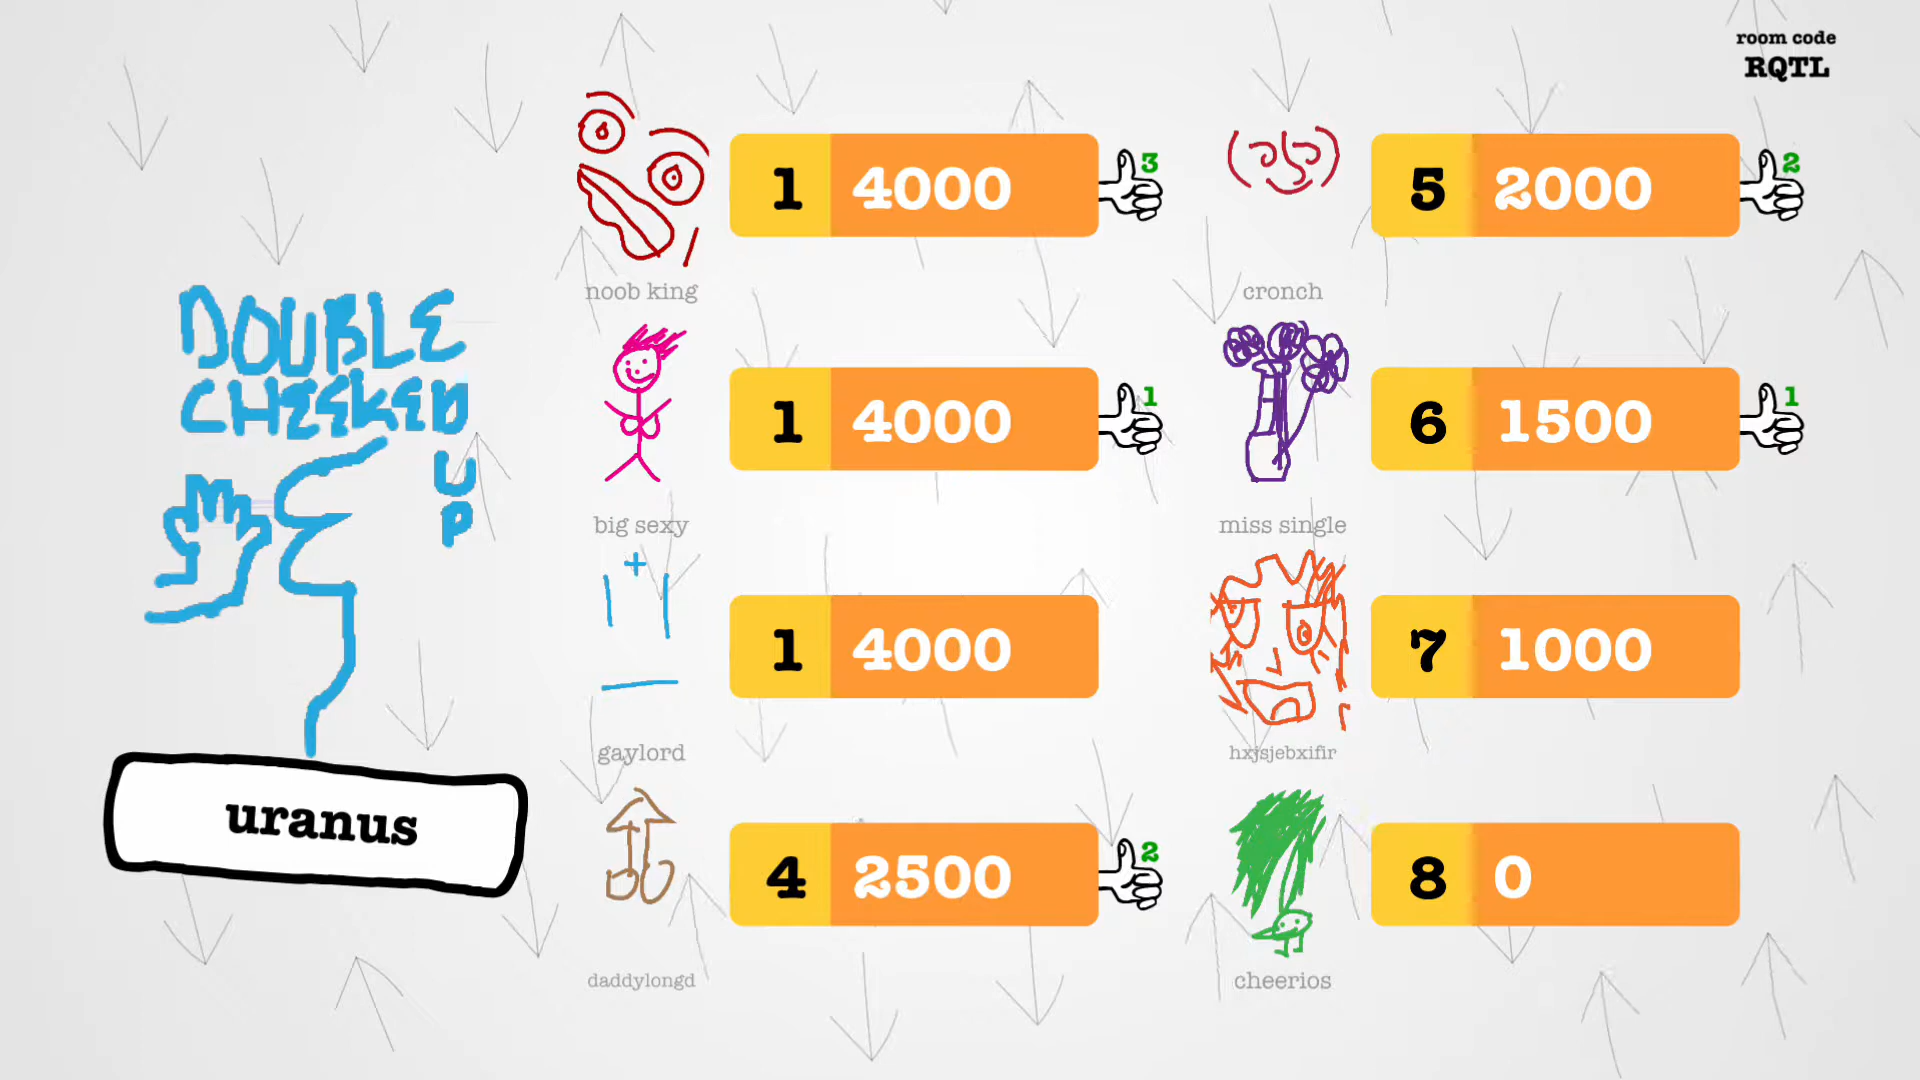 room code
RQTL
DOUBLE
CHEEKED
UP
uranus
1 4000 3
noob king
1 4000 1
big sexy
1 4000
gaylord
4 2500 2
daddylongd
5 2000 2
cronch
6 1500 1
miss single
7 1000
hxjsjebxifir
8 0
cheerios